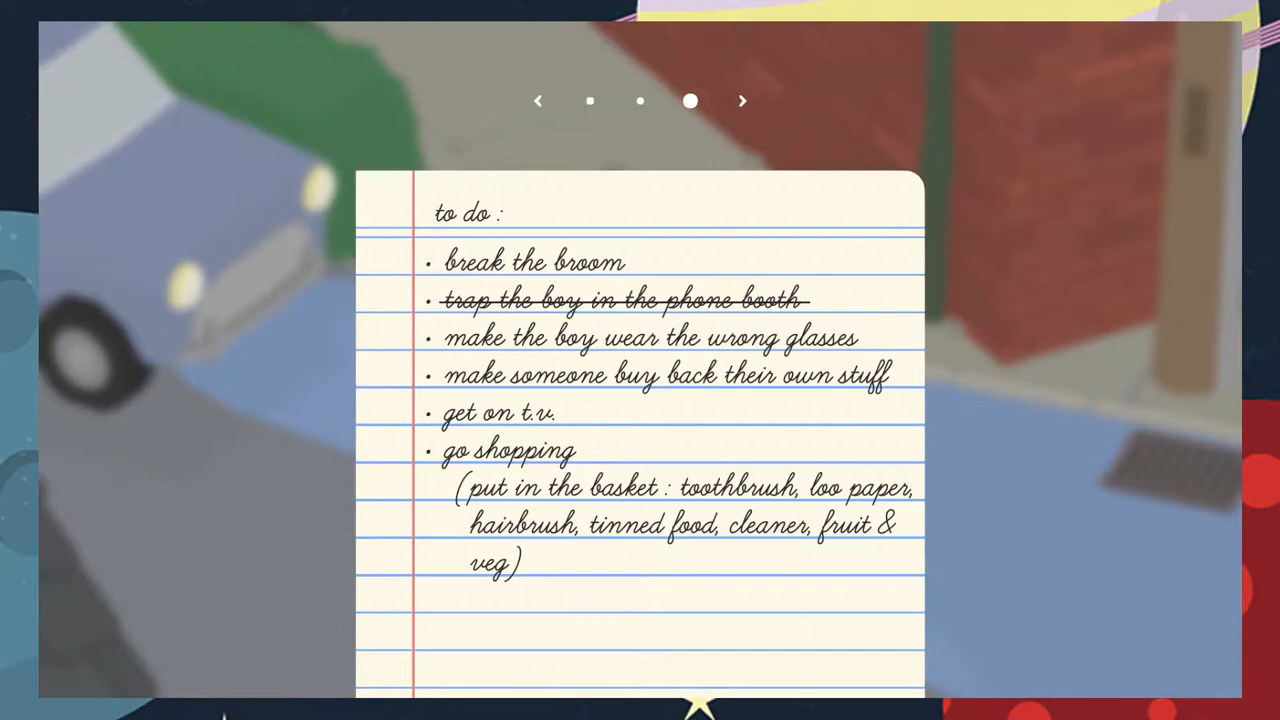 to do :
• break the broom
• trap the boy in the phone booth
• make the boy wear the wrong glasses
• make someone buy back their own stuff
• get on t.v.
• go shopping
(put in the basket : toothbrush, loo paper,
hairbrush, tinned food, cleaner, fruit &
veg)